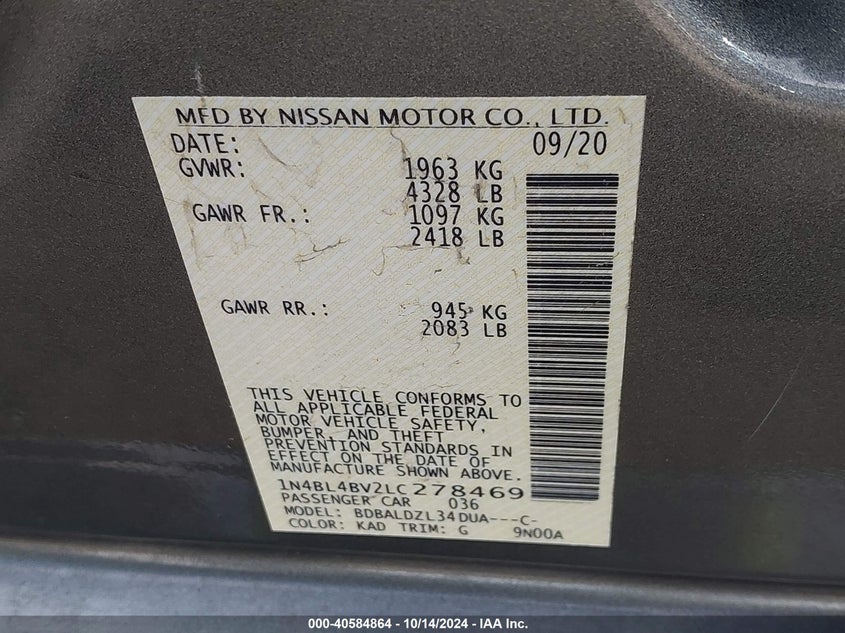 MFD BY NISSAN MOTOR CO., LTD.
DATE: 09/20
GVWR: 1963 KG
4328 LB
GAWR FR.: 1097 KG
2418 LB
GAWR RR.: 945 KG
2083 LB
THIS VEHICLE CONFORMS TO
ALL APPLICABLE FEDERAL
MOTOR VEHICLE SAFETY,
BUMPER, AND THEFT
PREVENTION STANDARDS IN
EFFECT ON THE DATE OF
MANUFACTURE SHOWN ABOVE.
1N4BL4BV2LC278469
PASSENGER CAR 036
MODEL: BDBALDZL34DUA---C-
COLOR: KAD TRIM: G 9N00A
000-40584864 - 10/14/2024 - IAA Inc.